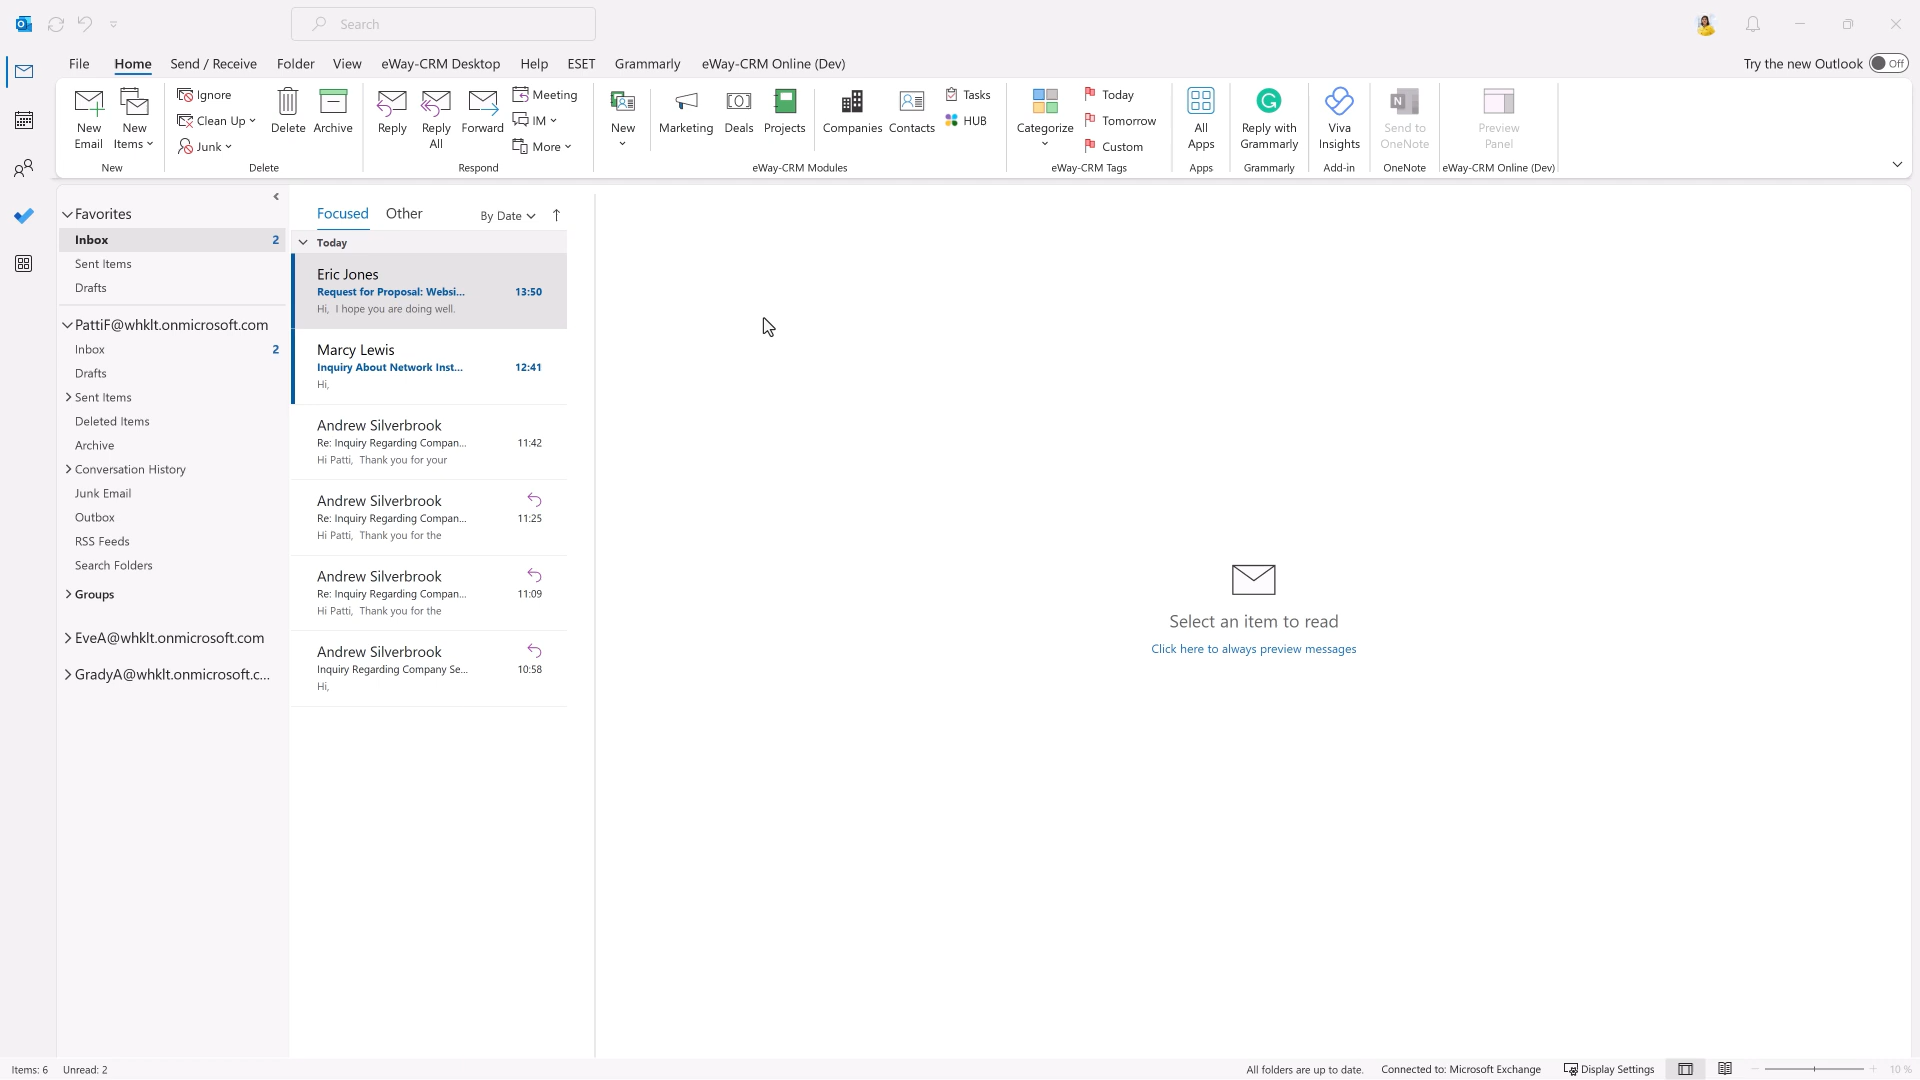 Search
File Home Send / Receive Folder View eWay-CRM Desktop Help ESET Grammarly eWay-CRM Online (Dev)
Try the new Outlook Off
New Email
New Items
New
Ignore
Clean Up
Junk
Delete
Archive
Delete
Reply
Reply All
Forward
Meeting
IM
More
Respond
New
Marketing
Deals
Projects
Companies
Contacts
Tasks
HUB
eWay-CRM Modules
Categorize
Today
Tomorrow
Custom
eWay-CRM Tags
All Apps
Apps
Reply with Grammarly
Grammarly
Viva Insights
Add-in
Send to OneNote
OneNote
Preview Panel
eWay-CRM Online (Dev)
Favorites
Inbox 2
Sent Items
Drafts
PattiF@whklt.onmicrosoft.com
Inbox 2
Drafts
Sent Items
Deleted Items
Archive
Conversation History
Junk Email
Outbox
RSS Feeds
Search Folders
Groups
EveA@whklt.onmicrosoft.com
GradyA@whklt.onmicrosoft.c...
Focused Other By Date
Today
Eric Jones
Request for Proposal: Websi... 13:50
Hi, I hope you are doing well.
Marcy Lewis
Inquiry About Network Inst... 12:41
Hi,
Andrew Silverbrook
Re: Inquiry Regarding Compan... 11:42
Hi Patti, Thank you for your
Andrew Silverbrook
Re: Inquiry Regarding Compan... 11:25
Hi Patti, Thank you for the
Andrew Silverbrook
Re: Inquiry Regarding Compan... 11:09
Hi Patti, Thank you for the
Andrew Silverbrook
Inquiry Regarding Company Se... 10:58
Hi,
Select an item to read
Click here to always preview messages
Items: 6 Unread: 2
All folders are up to date. Connected to: Microsoft Exchange Display Settings 10 %